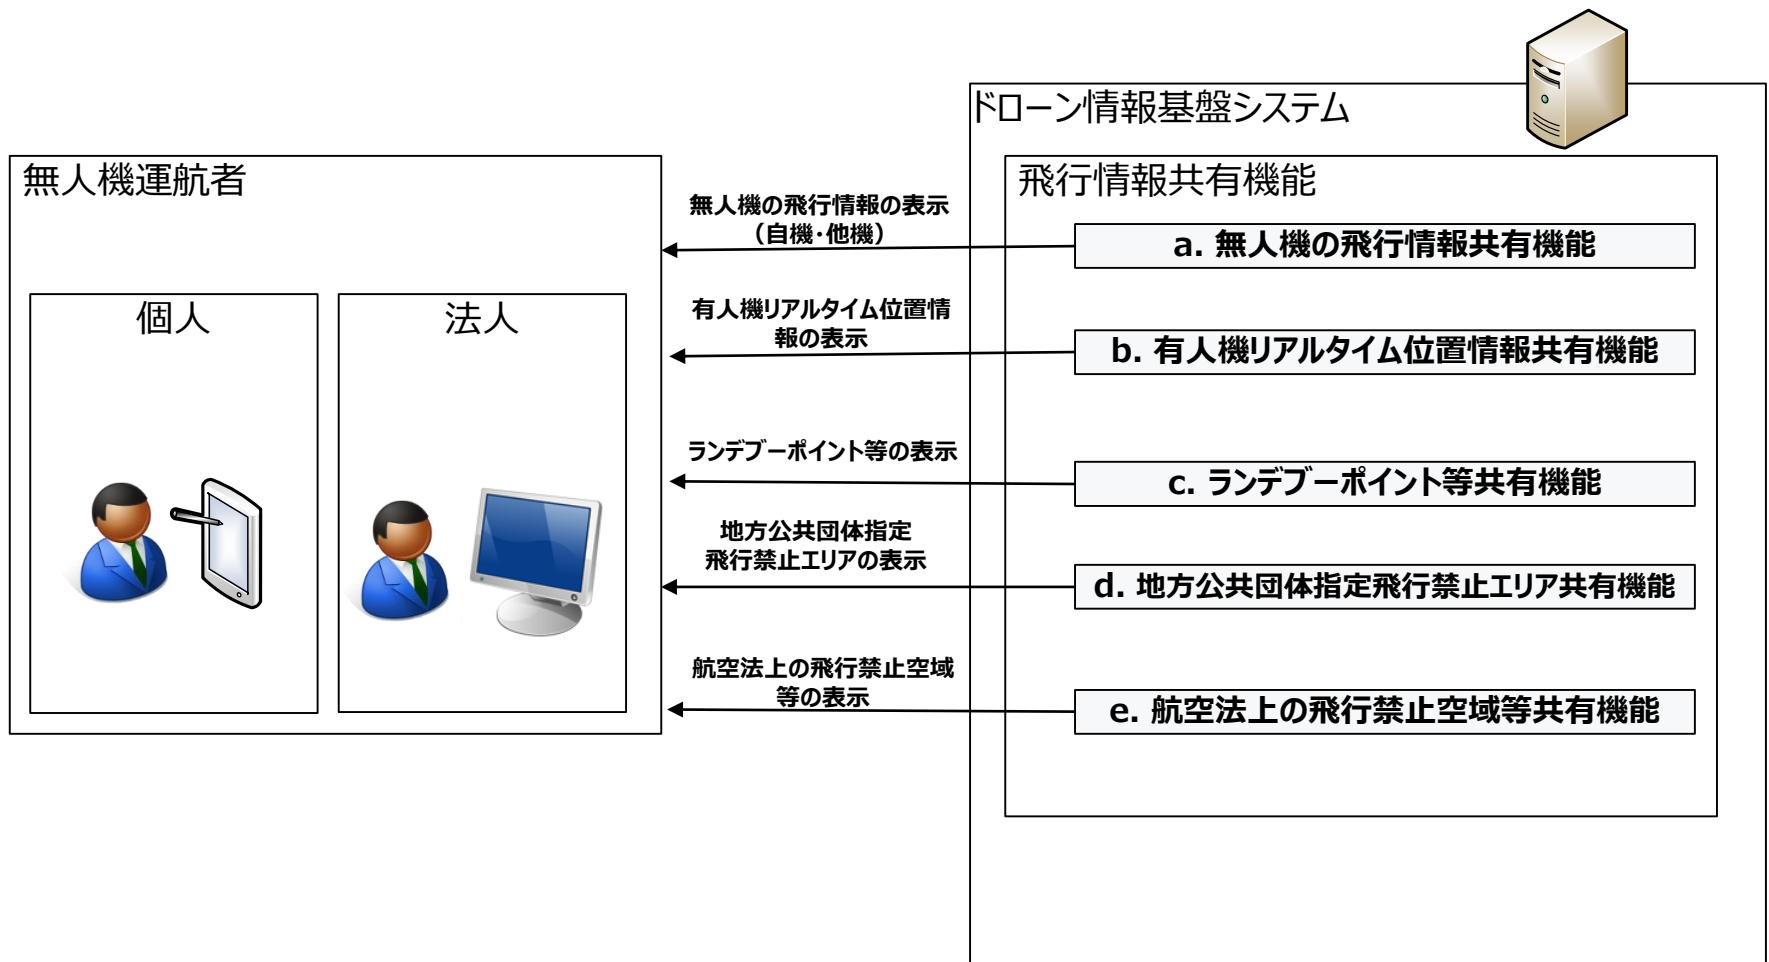 ドローン情報基盤システム
無人機運航者
飛行情報共有機能
無人機の飛行情報の表示
（自機・他機）
a. 無人機の飛行情報共有機能
個人
法人
有人機リアルタイム位置情
報の表示
b. 有人機リアルタイム位置情報共有機能
ランデブーポイント等の表示
c. ランデブーポイント等共有機能
地方公共団体指定
飛行禁止エリアの表示
d. 地方公共団体指定飛行禁止エリア共有機能
航空法上の飛行禁止空域
等の表示
e. 航空法上の飛行禁止空域等共有機能